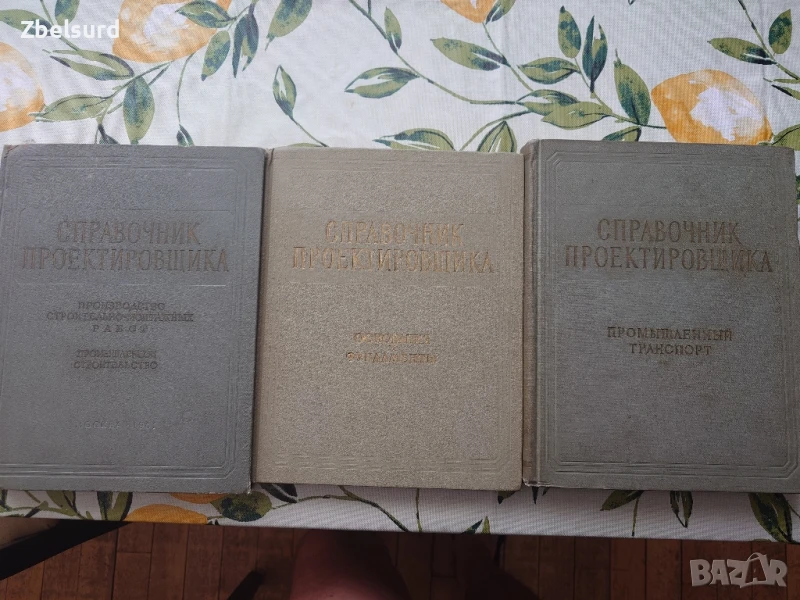 Zbelsurd
СПРАВОЧНИК
ПРОЕКТИРОВЩИКА
ПРОИЗВОДСТВО
СТРОИТЕЛЬНО-МОНТАЖНЫХ
РАБОТ
ПРОМЫШЛЕННОЕ
СТРОИТЕЛЬСТВО
СПРАВОЧНИК
ПРОЕКТИРОВЩИКА
ОСНОВАНИЯ
ФУНДАМЕНТЫ
СПРАВОЧНИК
ПРОЕКТИРОВЩИКА
ПРОМЫШЛЕННЫЙ
ТРАНСПОРТ
BAZAR